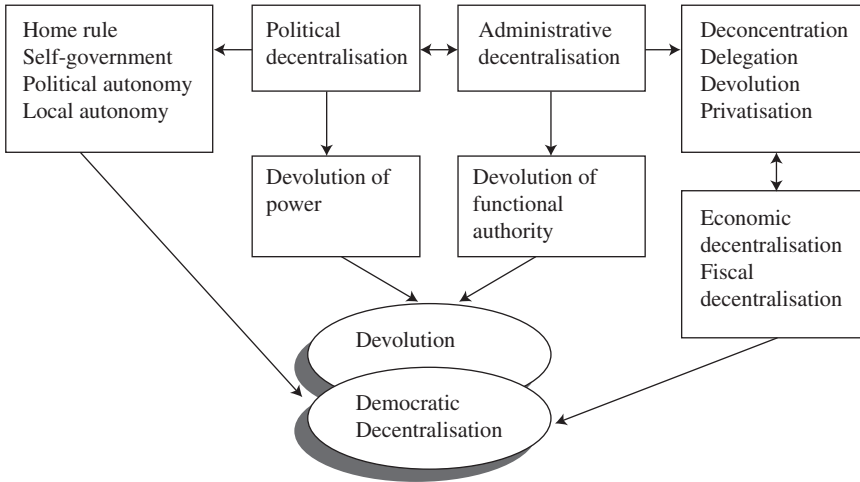 Home rule
Self-government
Political autonomy
Local autonomy
Political
decentralisation
Administrative
decentralisation
Deconcentration
Delegation
Devolution
Privatisation
Devolution of
power
Devolution of
functional
authority
Economic
decentralisation
Fiscal
decentralisation
Devolution
Democratic
Decentralisation